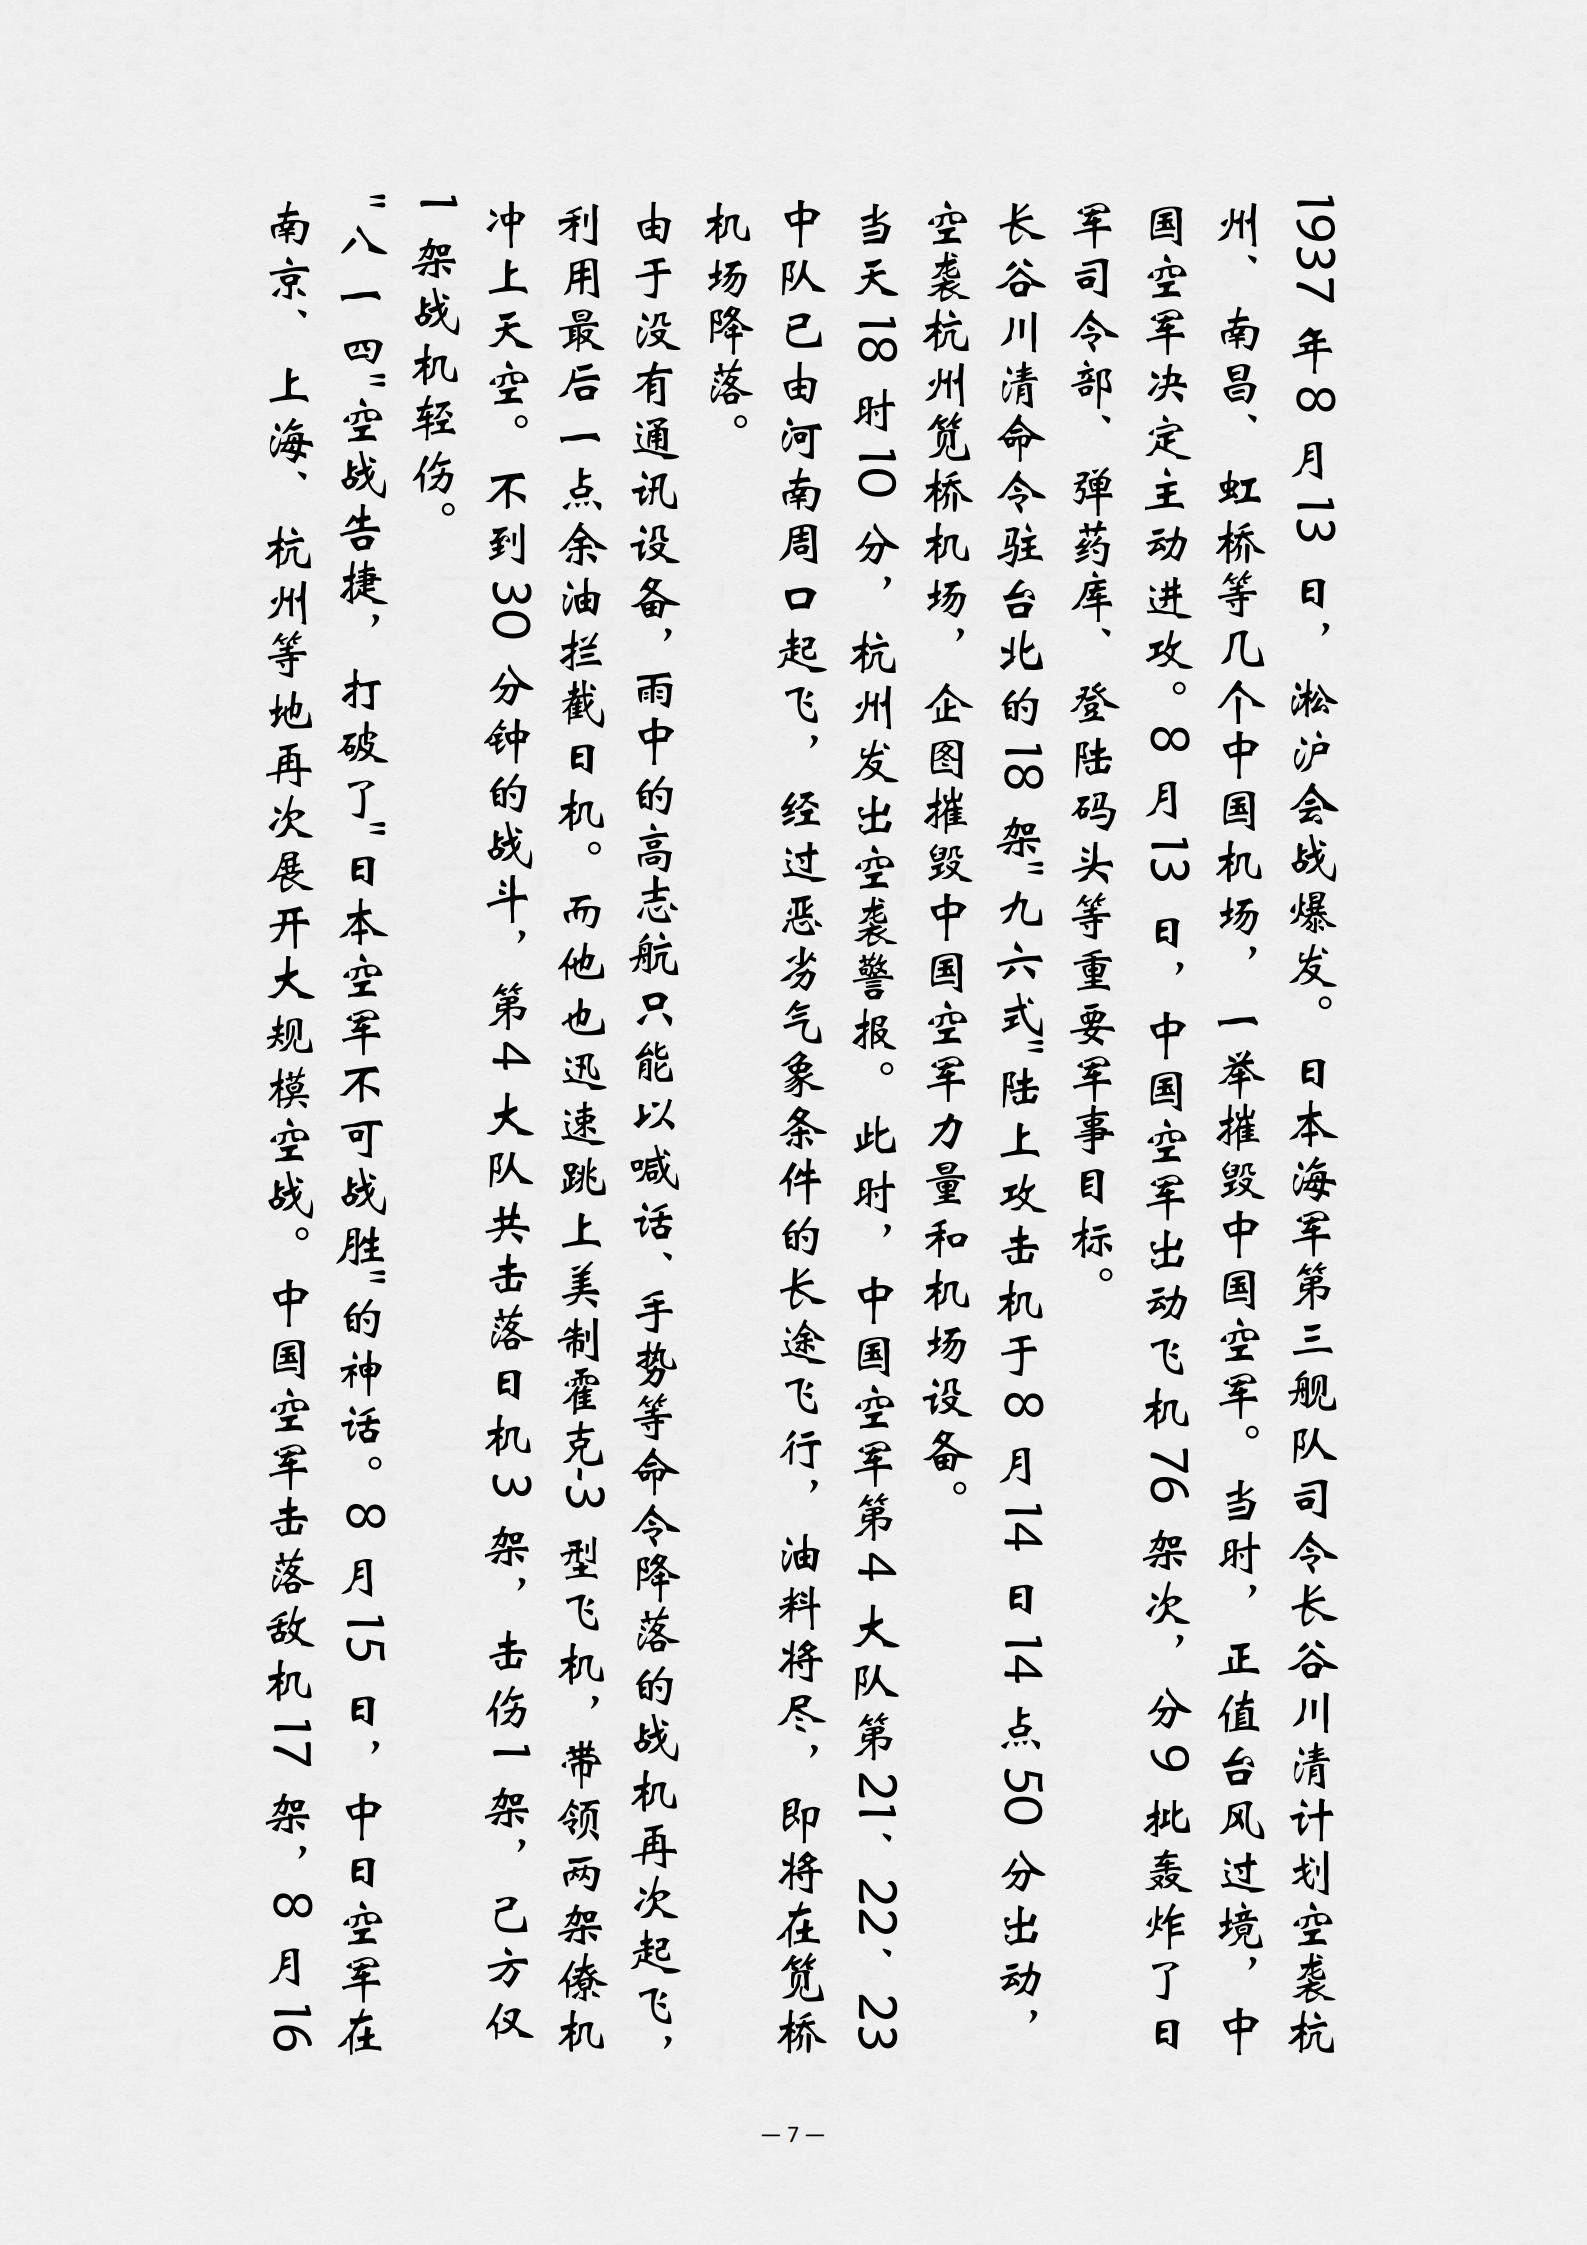 1937年8月13日，淞沪会战爆发。日本海军第三舰队司令长谷川清计划空袭杭
州、南昌、虹桥等几个中国机场，一举摧毁中国空军。当时，正值台风过境，中
国空军决定主动进攻。8月13日，中国空军出动飞机76架次，分9批轰炸了日
军司令部、弹药库、登陆码头等重要军事目标。
长谷川清命令驻台北的18架"九六式"陆上攻击机于8月14日14点50分出动，
空袭杭州笕桥机场，企图摧毁中国空军力量和机场设备。
当天18时10分，杭州发出空袭警报。此时，中国空军第4大队第21、22、23
中队已由河南周口起飞，经过恶劣气象条件的长途飞行，油料将尽，即将在笕桥
机场降落。
由于没有通讯设备，雨中的高志航只能以喊话、手势等命令降落的战机再次起飞，
利用最后一点余油拦截日机。而他也迅速跳上美制霍克-3型飞机，带领两架僚机
冲上天空。不到30分钟的战斗，第4大队共击落日机3架，击伤1架，己方仅
1架战机轻伤。
"八一四"空战告捷，打破了"日本空军不可战胜"的神话。8月15日，中日空军在
南京、上海、杭州等地再次展开大规模空战。中国空军击落敌机17架，8月16
— 7 —